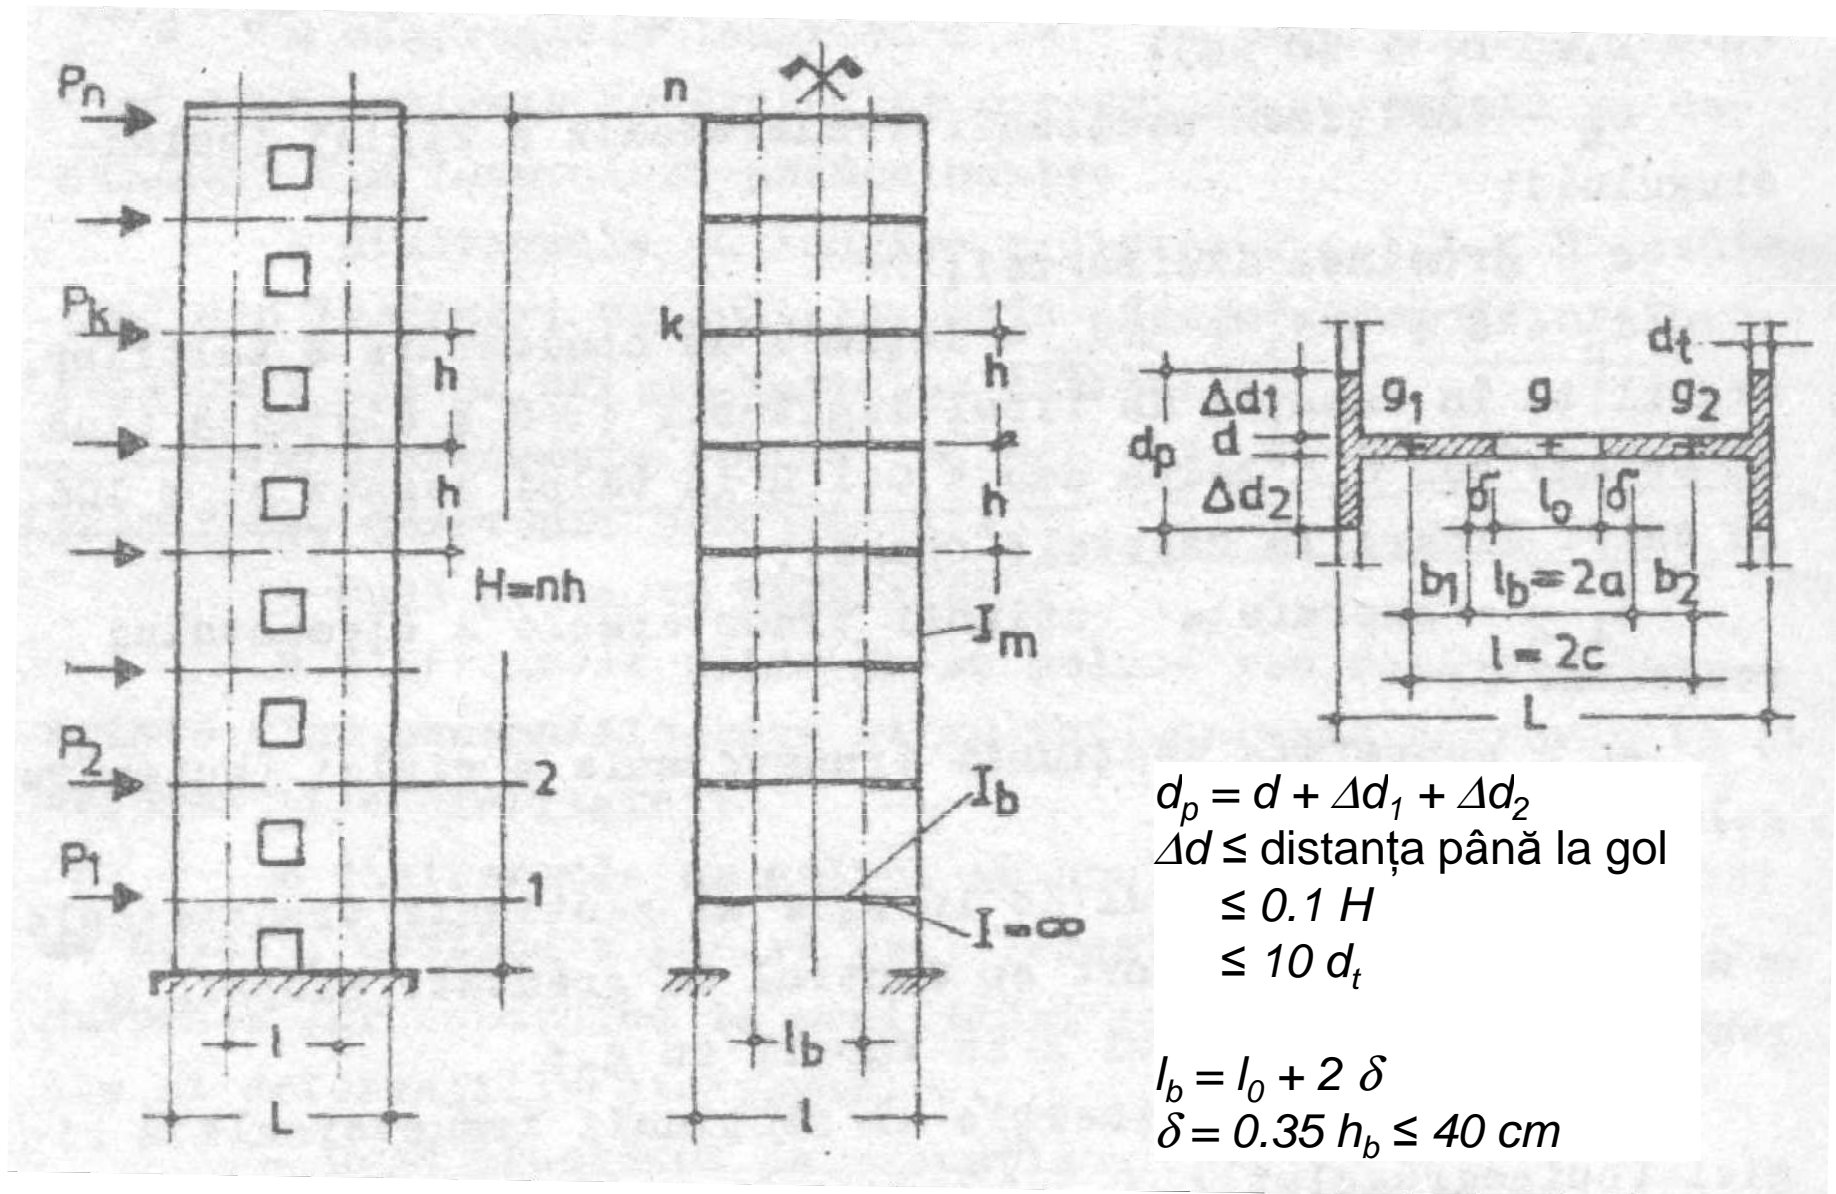 Pn
Pk
P2
P1
h
h
H=nh
2
1
l
L
n
k
h
h
Im
Ib
I=∞
lb
l
dt
g1 g g2
Δd1
dp d
Δd2
δ lo δ
b1 lb=2a b2
l=2c
L
dp = d + Δd1 + Δd2
Δd ≤ distanța până la gol
≤ 0.1 H
≤ 10 dt
lb = l0 + 2 δ
δ = 0.35 hb ≤ 40 cm